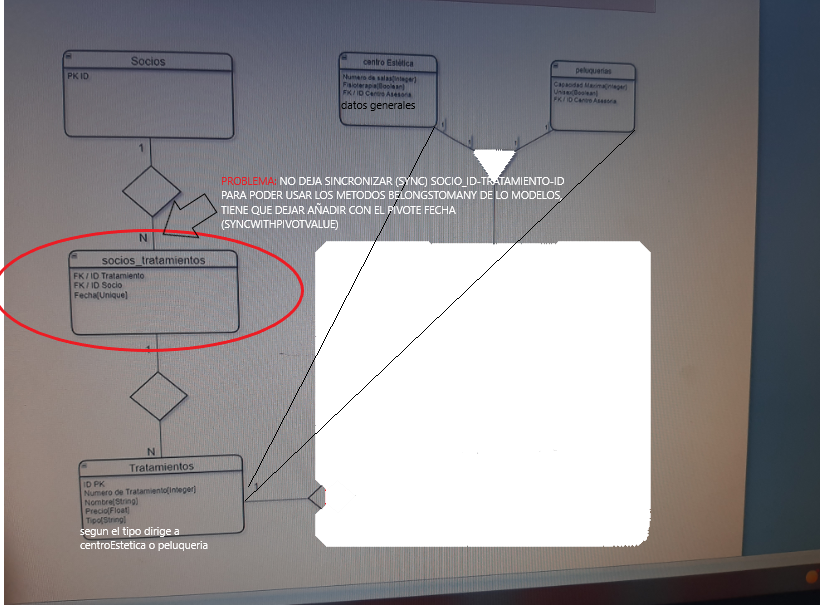 Socios
PK ID
centro Estética
Numero de salas(Integer)
Fisioterapia(Boolean)
FK / ID Centro Asesoría
datos generales
peluquerias
Capacidad Maxima(Integer)
Unisex(Boolean)
FK / ID Centro Asesoria
1
1
1
1
1
PROBLEMA: NO DEJA SINCRONIZAR (SYNC) SOCIO_ID-TRATAMIENTO-ID
PARA PODER USAR LOS METODOS BELONGSTOMANY DE LO MODELOS,
TIENE QUE DEJAR AÑADIR CON EL PIVOTE FECHA
(SYNCWITHPIVOTVALUE)
N
socios_tratamientos
FK / ID Tratamiento
FK / ID Socio
Fecha(Unique)
1
N
Tratamientos
ID PK
Numero de Tratamiento(Integer)
Nombre(String)
Precio(Float)
Tipo(String)
1
segun el tipo dirige a
centroEstetica o peluqueria